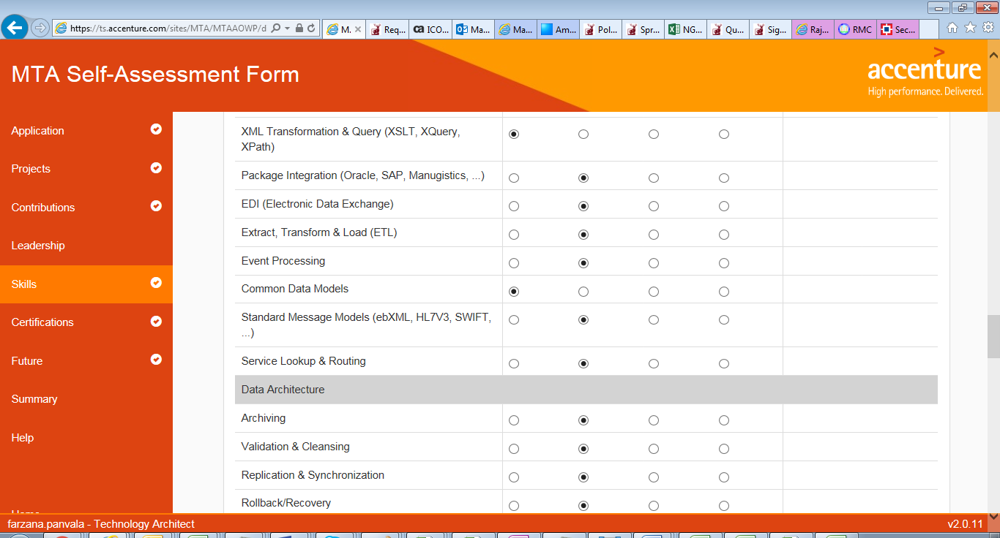 https://ts.accenture.com/sites/MTA/MTAAOWP/d
M.
Req...
ca ICO...
Ma...
Ma...
Am...
Pol...
Spr...
NG...
Qu...
Sig...
Raj...
RMC
Sec...
MTA Self-Assessment Form
>
accenture
High performance. Delivered.
Application
Projects
Contributions
Leadership
Skills
Certifications
Future
Summary
Help
XML Transformation & Query (XSLT, XQuery,
XPath)
Package Integration (Oracle, SAP, Manugistics, ...)
EDI (Electronic Data Exchange)
Extract, Transform & Load (ETL)
Event Processing
Common Data Models
Standard Message Models (ebXML, HL7V3, SWIFT,
...)
Service Lookup & Routing
Data Architecture
Archiving
Validation & Cleansing
Replication & Synchronization
Rollback/Recovery
farzana.panvala - Technology Architect
v2.0.11